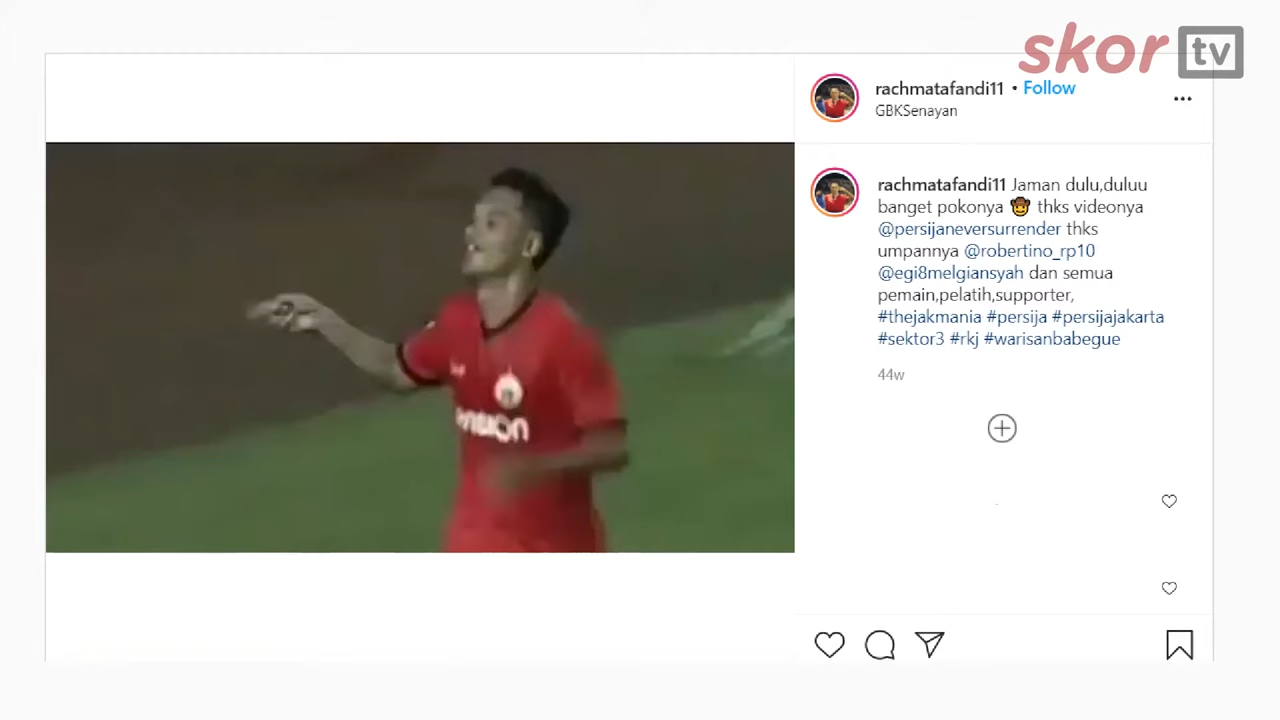 skor tv
rachmatafandi11 • Follow
GBKSenayan
rachmatafandi11 Jaman dulu,duluu
banget pokonya 🤠 thks videonya
@persijaneversurrender thks
umpannya @robertino_rp10
@egi8melgiansyah dan semua
pemain,pelatih,supporter,
#thejakmania #persija #persijajakarta
#sektor3 #rkj #warisanbabegue
44w